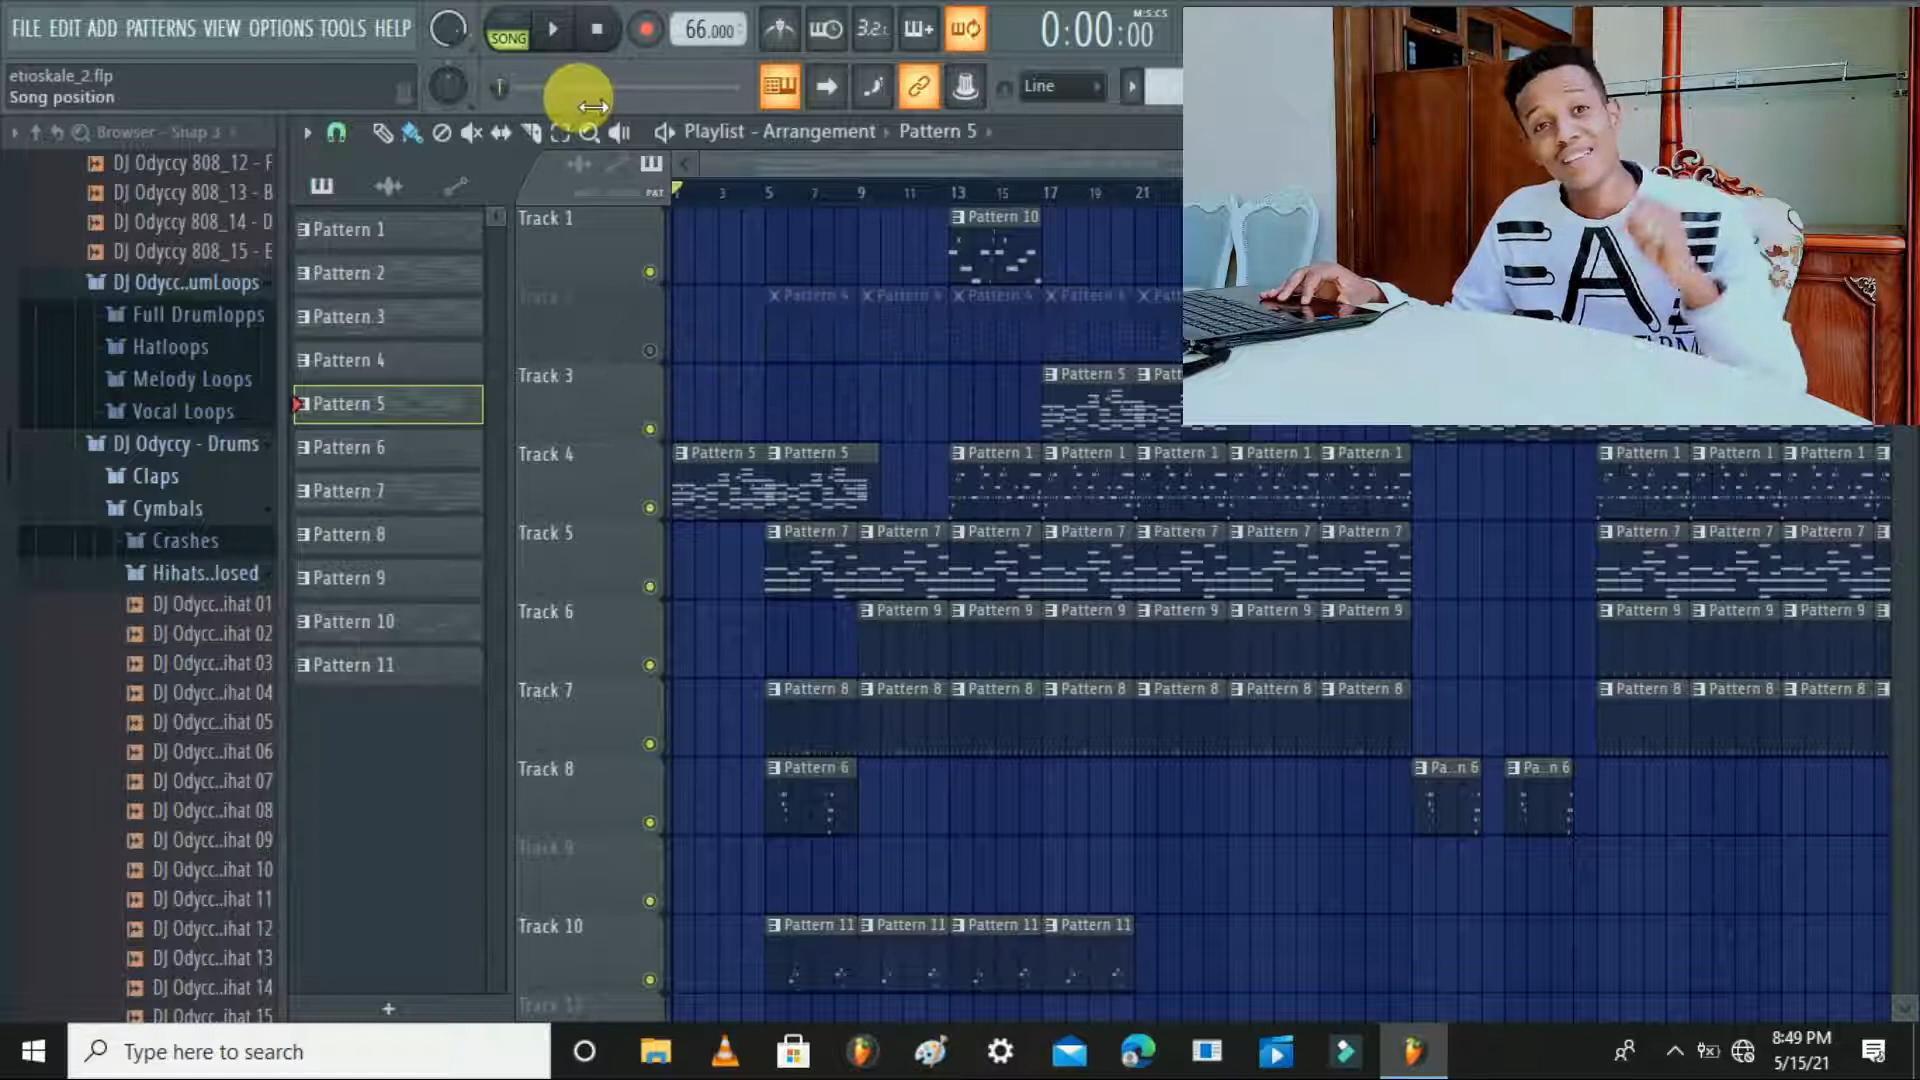 FILE EDIT ADD PATTERNS VIEW OPTIONS TOOLS HELP
SONG
66.000
3.2:
0:00:00
M:S:CS
etioskale_2.flp
Song position
Line
Browser - Snap 3
Playlist - Arrangement
Pattern 5
PAT
3 5 7 9 11 13 15 17 19 21
DJ Odyccy 808_12 - F
DJ Odyccy 808_13 - B
DJ Odyccy 808_14 - D
DJ Odyccy 808_15 - E
DJ Odycc..umLoops
Full Drumlopps
Hatloops
Melody Loops
Vocal Loops
DJ Odyccy - Drums
Claps
Cymbals
Crashes
Hihats..losed
DJ Odycc..ihat 01
DJ Odycc..ihat 02
DJ Odycc..ihat 03
DJ Odycc..ihat 04
DJ Odycc..ihat 05
DJ Odycc..ihat 06
DJ Odycc..ihat 07
DJ Odycc..ihat 08
DJ Odycc..ihat 09
DJ Odycc..ihat 10
DJ Odycc..ihat 11
DJ Odycc..ihat 12
DJ Odycc..ihat 13
DJ Odycc..ihat 14
DJ Odycc..ihat 15
Pattern 1
Pattern 2
Pattern 3
Pattern 4
Pattern 5
Pattern 6
Pattern 7
Pattern 8
Pattern 9
Pattern 10
Pattern 11
+
Track 1
Pattern 10
Pattern 4 Pattern 4 Pattern 4 Pattern 4 Patt
Track 3
Pattern 5 Patt
Track 4
Pattern 5 Pattern 5 Pattern 1 Pattern 1 Pattern 1 Pattern 1 Pattern 1 Pattern 1 Pattern 1 Pattern 1
Track 5
Pattern 7 Pattern 7 Pattern 7 Pattern 7 Pattern 7 Pattern 7 Pattern 7 Pattern 7 Pattern 7 Pattern 7
Track 6
Pattern 9 Pattern 9 Pattern 9 Pattern 9 Pattern 9 Pattern 9 Pattern 9 Pattern 9 Pattern 9
Track 7
Pattern 8 Pattern 8 Pattern 8 Pattern 8 Pattern 8 Pattern 8 Pattern 8 Pattern 8 Pattern 8 Pattern 8
Track 8
Pattern 6 Pa..n 6 Pa..n 6
Track 9
Track 10
Pattern 11 Pattern 11 Pattern 11 Pattern 11
A
Type here to search
8:49 PM
5/15/21